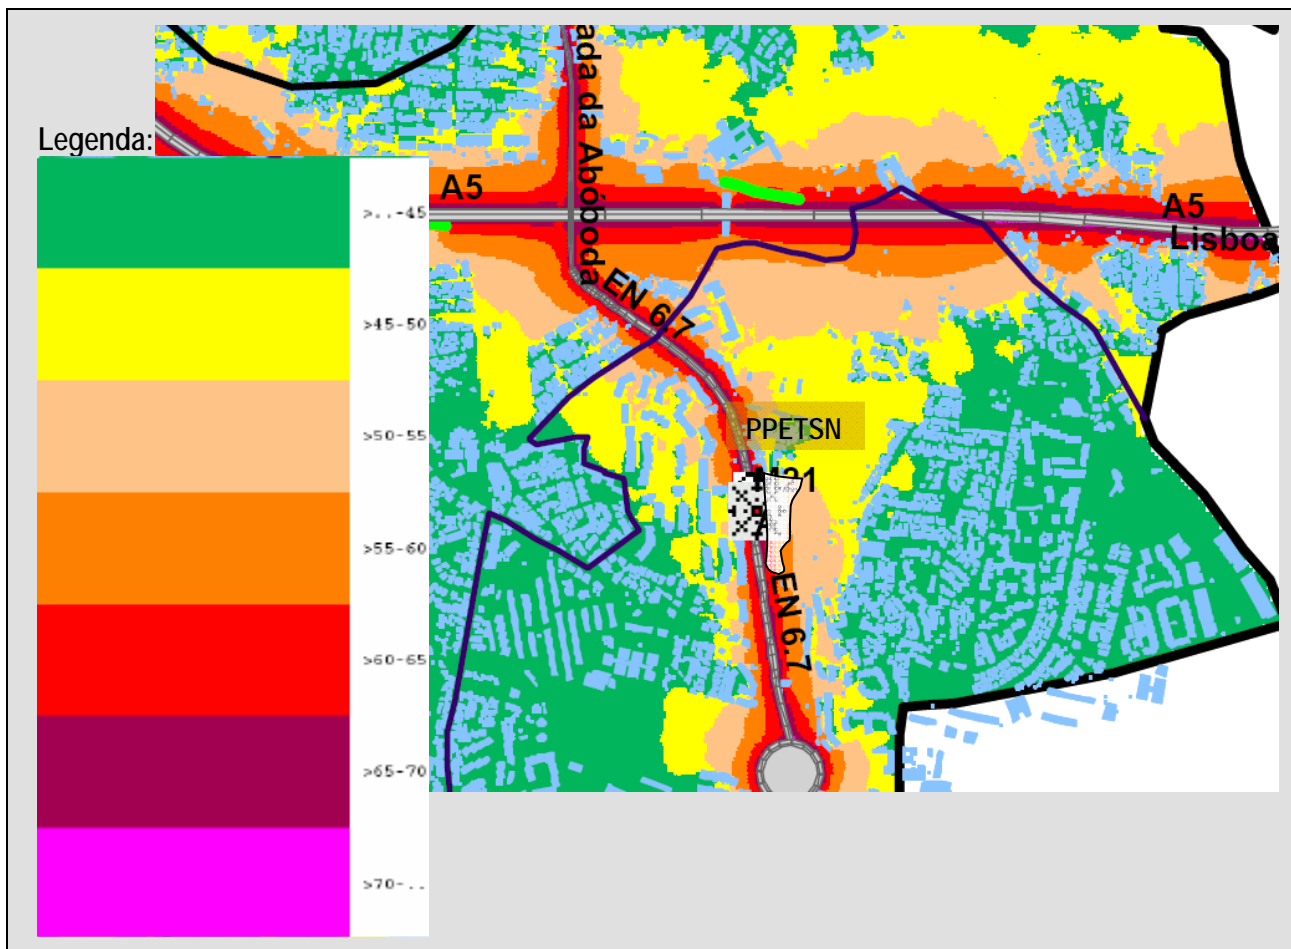 ada da Abóboda
Legenda:
A5
A5
Lisboa
EN 6.7
PPETSN
EN 6.7
>..-45
>45-50
>50-55
>55-60
>60-65
>65-70
>70-..